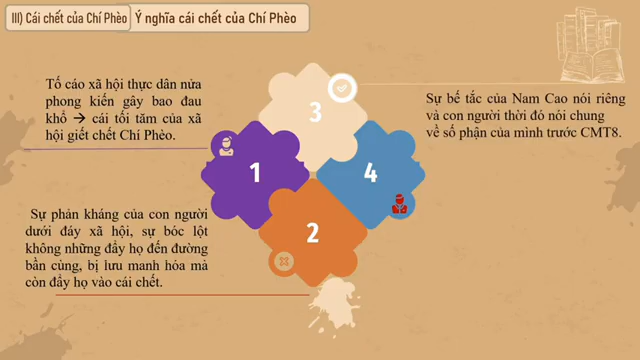 III) Cái chết của Chí Phèo
Ý nghĩa cái chết của Chí Phèo
Tố cáo xã hội thực dân nửa
phong kiến gây bao đau
khổ → cái tối tăm của xã
hội giết chết Chí Phèo.
3
Sự bế tắc của Nam Cao nói riêng
và con người thời đó nói chung
về số phận của mình trước CMT8.
1
4
Sự phản kháng của con người
dưới đáy xã hội, sự bóc lột
không những đẩy họ đến đường
bần cùng, bị lưu manh hóa mà
còn đẩy họ vào cái chết.
2